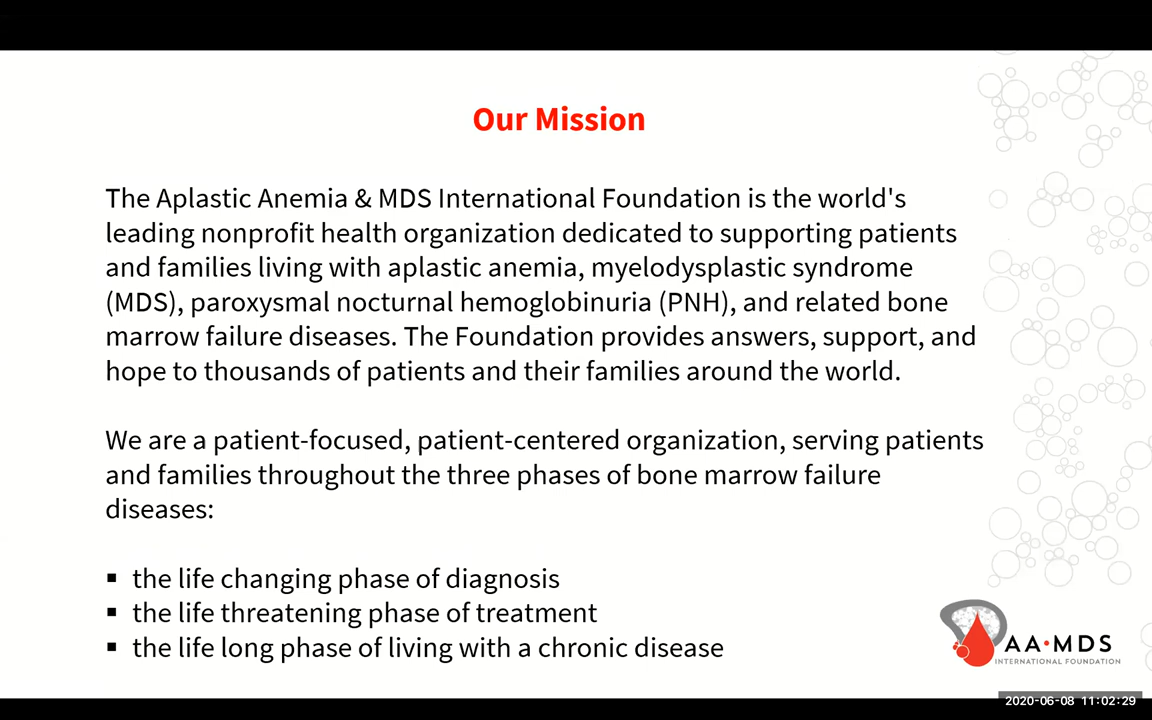 Our Mission
The Aplastic Anemia & MDS International Foundation is the world's
leading nonprofit health organization dedicated to supporting patients
and families living with aplastic anemia, myelodysplastic syndrome
(MDS), paroxysmal nocturnal hemoglobinuria (PNH), and related bone
marrow failure diseases. The Foundation provides answers, support, and
hope to thousands of patients and their families around the world.
We are a patient-focused, patient-centered organization, serving patients
and families throughout the three phases of bone marrow failure
diseases:
▪ the life changing phase of diagnosis
▪ the life threatening phase of treatment
▪ the life long phase of living with a chronic disease
AA•MDS
INTERNATIONAL FOUNDATION
2020-06-08 11:02:29